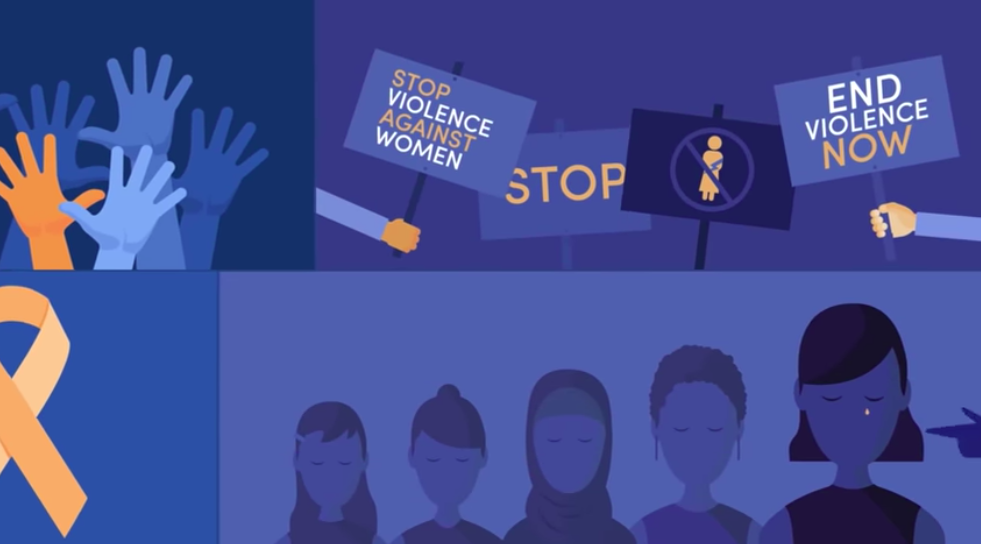 STOP
VIOLENCE
AGAINST
WOMEN
STOP
END
VIOLENCE
NOW